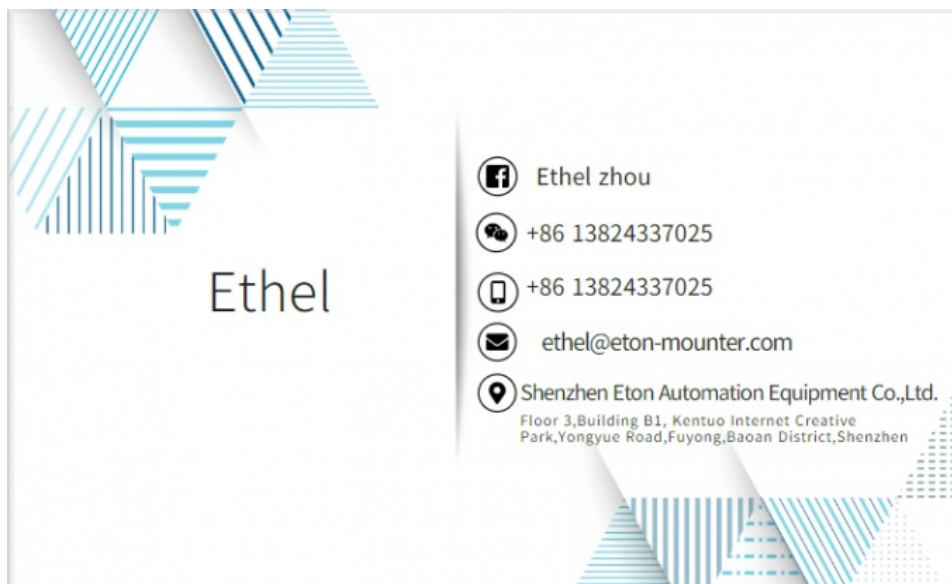 Ethel
Ethel zhou
+86 13824337025
+86 13824337025
ethel@eton-mounter.com
Shenzhen Eton Automation Equipment Co.,Ltd.
Floor 3,Building B1, Kentuo Internet Creative
Park,Yongyue Road,Fuyong,Baoan District,Shenzhen